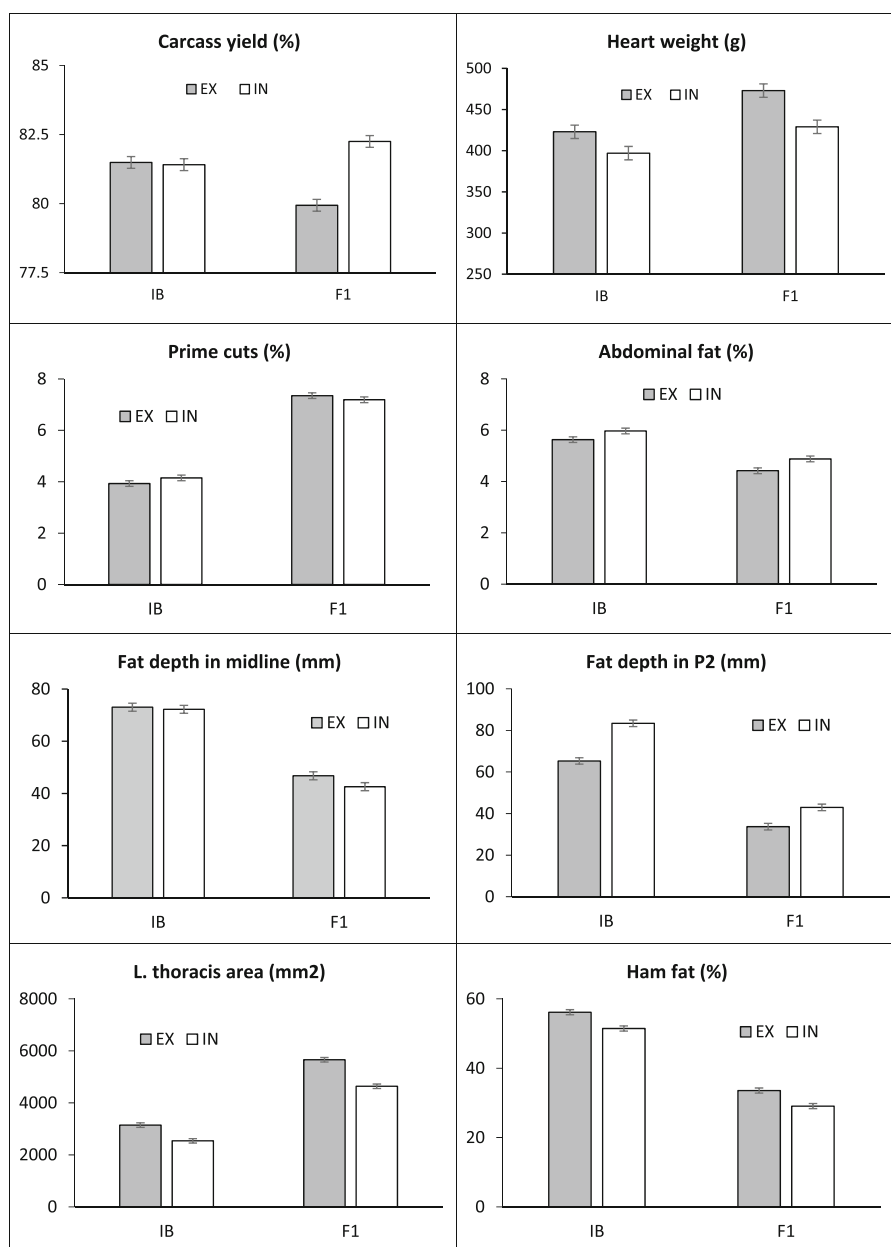 Carcass yield (%)
85
EX IN
82.5
80
77.5
IB F1
Heart weight (g)
500
EX IN
450
400
350
300
250
IB F1
Prime cuts (%)
8
EX IN
6
4
2
0
IB F1
Abdominal fat (%)
8
EX IN
6
4
2
0
IB F1
Fat depth in midline (mm)
80
EX IN
60
40
20
0
IB F1
Fat depth in P2 (mm)
100
80
EX IN
60
40
20
0
IB F1
L. thoracis area (mm2)
8000
EX IN
6000
4000
2000
0
IB F1
Ham fat (%)
60
EX IN
40
20
0
IB F1